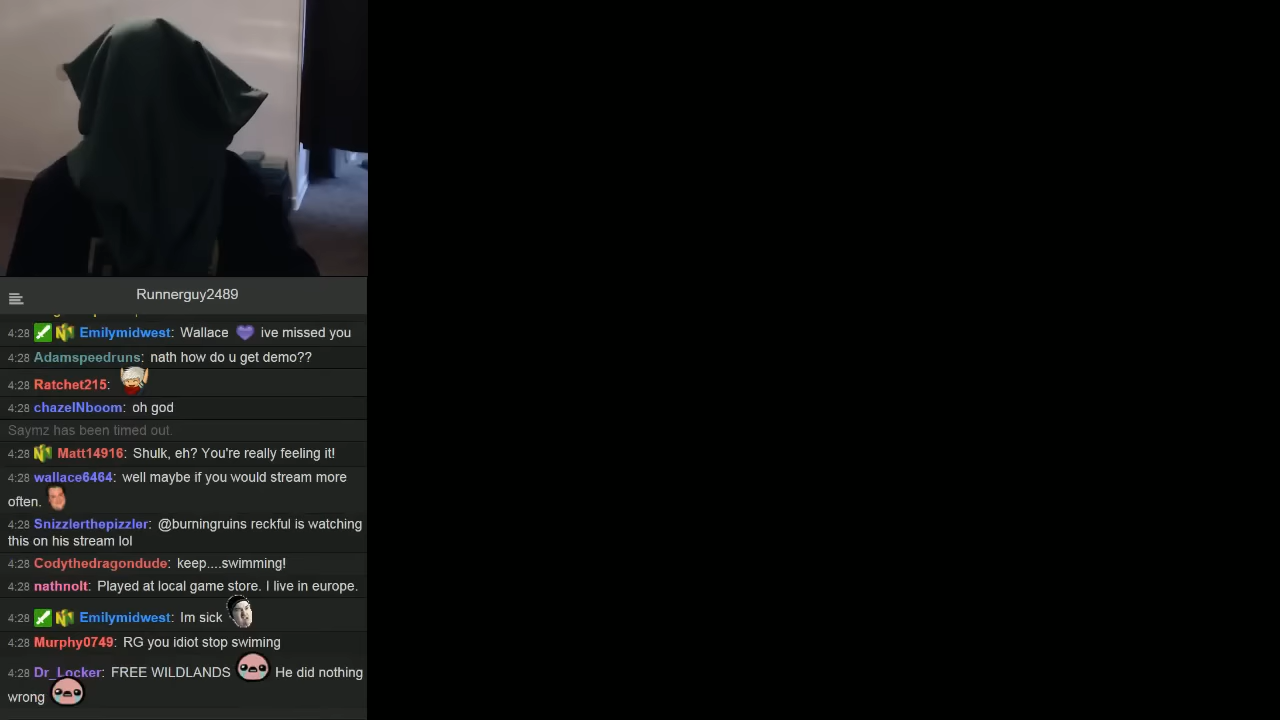 Runnerguy2489
4:28 Emilymidwest: Wallace ive missed you
4:28 Adamspeedruns: nath how do u get demo??
4:28 Ratchet215:
4:28 chazelNboom: oh god
Saymz has been timed out.
4:28 Matt14916: Shulk, eh? You're really feeling it!
4:28 wallace6464: well maybe if you would stream more
often.
4:28 Snizzlerthepizzler: @burningruins reckful is watching
this on his stream lol
4:28 Codythedragondude: keep....swimming!
4:28 nathnolt: Played at local game store. I live in europe.
4:28 Emilymidwest: Im sick
4:28 Murphy0749: RG you idiot stop swiming
4:28 Dr_Locker: FREE WILDLANDS He did nothing
wrong